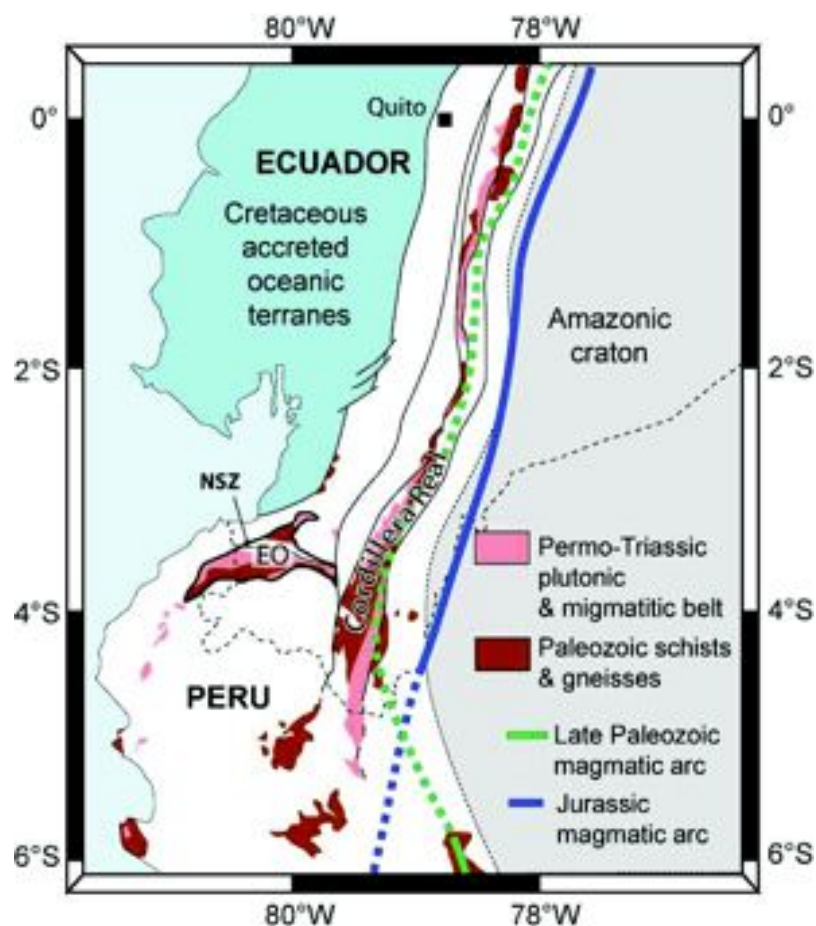 80°W
78°W
0°
0°
Quito
ECUADOR
Cretaceous
accreted
oceanic
terranes
Amazonic
craton
2°S
2°S
NSZ
EO
Cordillera Real
Permo-Triassic
plutonic
& migmatitic belt
4°S
4°S
Paleozoic schists
& gneisses
PERU
Late Paleozoic
magmatic arc
Jurassic
magmatic arc
6°S
6°S
80°W
78°W